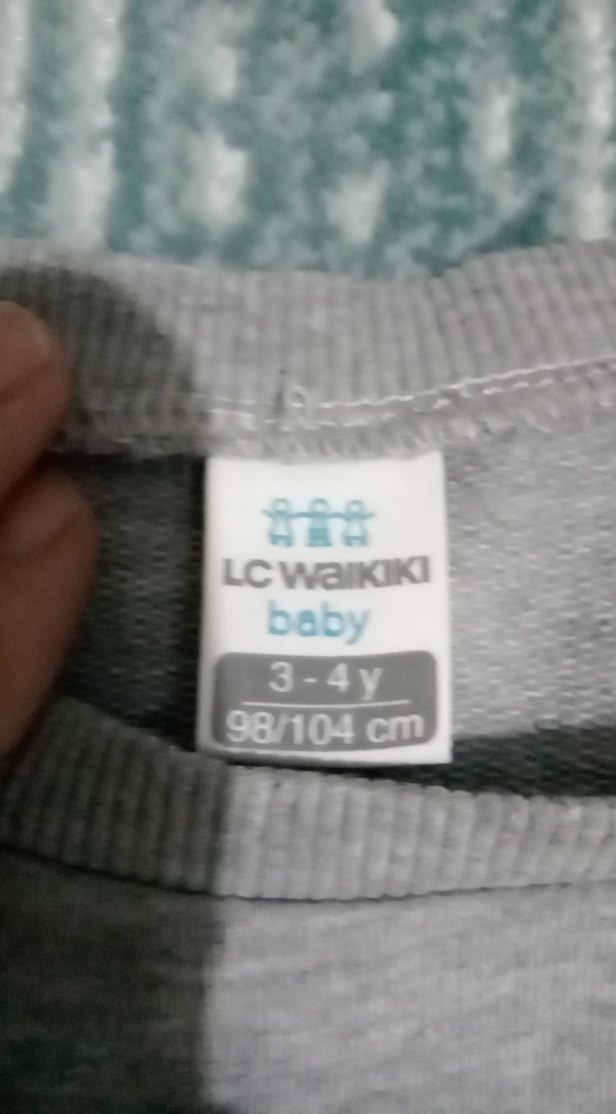 LC WAIKIKI
baby
3 - 4 y
98/104 cm